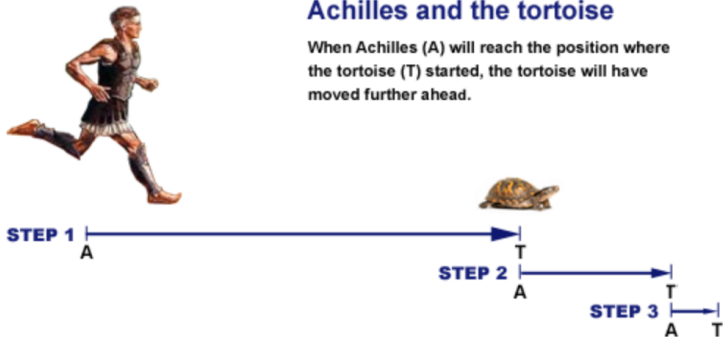 Achilles and the tortoise
When Achilles (A) will reach the position where
the tortoise (T) started, the tortoise will have
moved further ahead.
STEP 1
A
T
STEP 2
A
T
STEP 3
A
T